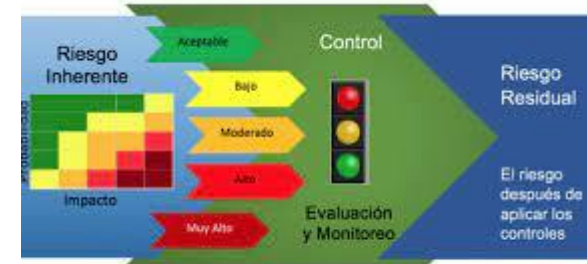 Riesgo
Inherente
Probabilidad
Impacto
Aceptable
Bajo
Moderado
Alto
Muy Alto
Control
Evaluación
y Monitoreo
Riesgo
Residual
El riesgo
después de
aplicar los
controles